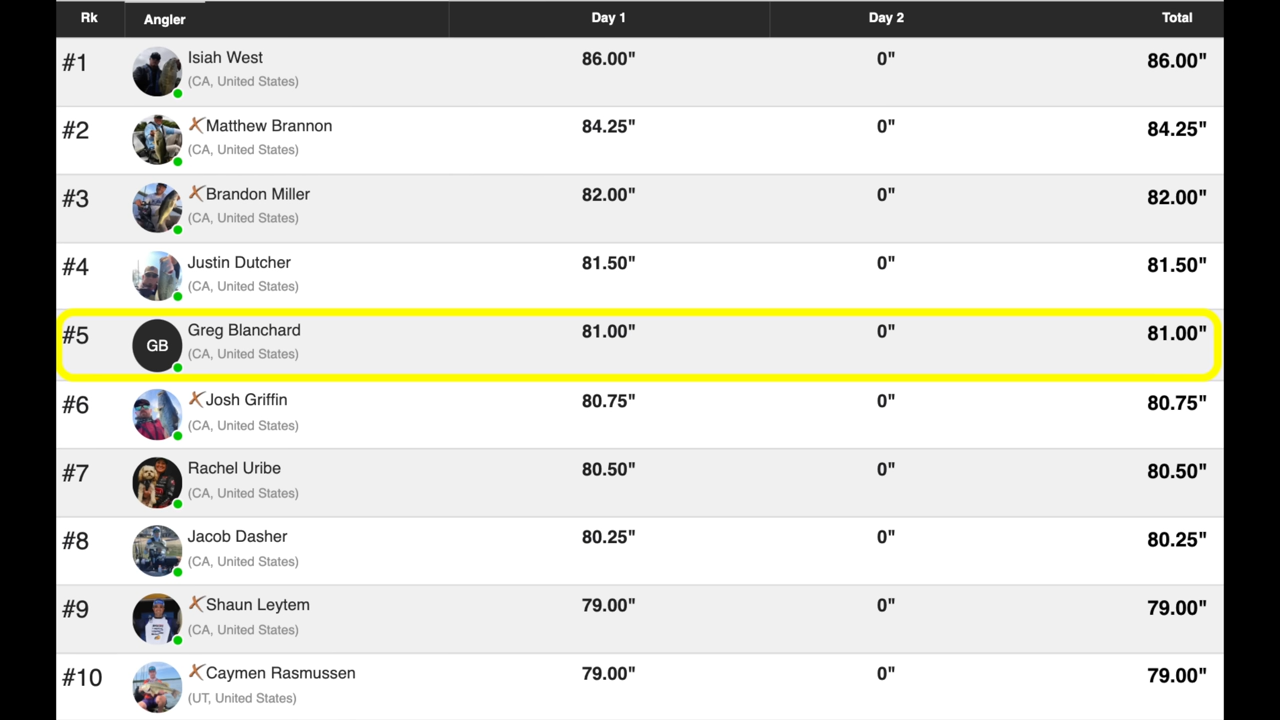 Rk Angler Day 1 Day 2 Total
#1 Isiah West 86.00" 0" 86.00"
(CA, United States)
#2 Matthew Brannon 84.25" 0" 84.25"
(CA, United States)
#3 Brandon Miller 82.00" 0" 82.00"
(CA, United States)
#4 Justin Dutcher 81.50" 0" 81.50"
(CA, United States)
#5 GB Greg Blanchard 81.00" 0" 81.00"
(CA, United States)
#6 Josh Griffin 80.75" 0" 80.75"
(CA, United States)
#7 Rachel Uribe 80.50" 0" 80.50"
(CA, United States)
#8 Jacob Dasher 80.25" 0" 80.25"
(CA, United States)
#9 Shaun Leytem 79.00" 0" 79.00"
(CA, United States)
#10 Caymen Rasmussen 79.00" 0" 79.00"
(UT, United States)